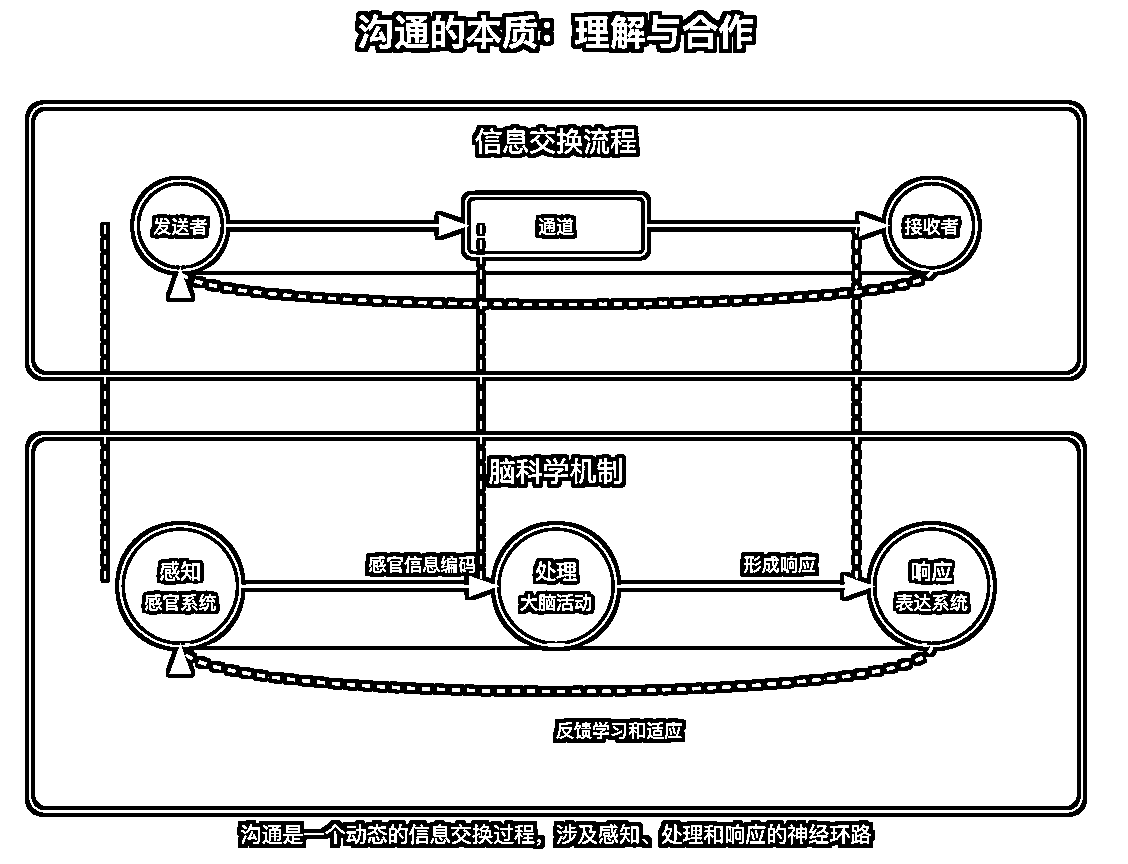 沟通的本质：理解与合作
信息交换流程
发送者
通道
接收者
脑科学机制
感官信息编码
形成响应
感知
感官系统
处理
大脑活动
响应
表达系统
反馈学习和适应
沟通是一个动态的信息交换过程，涉及感知、处理和响应的神经环路